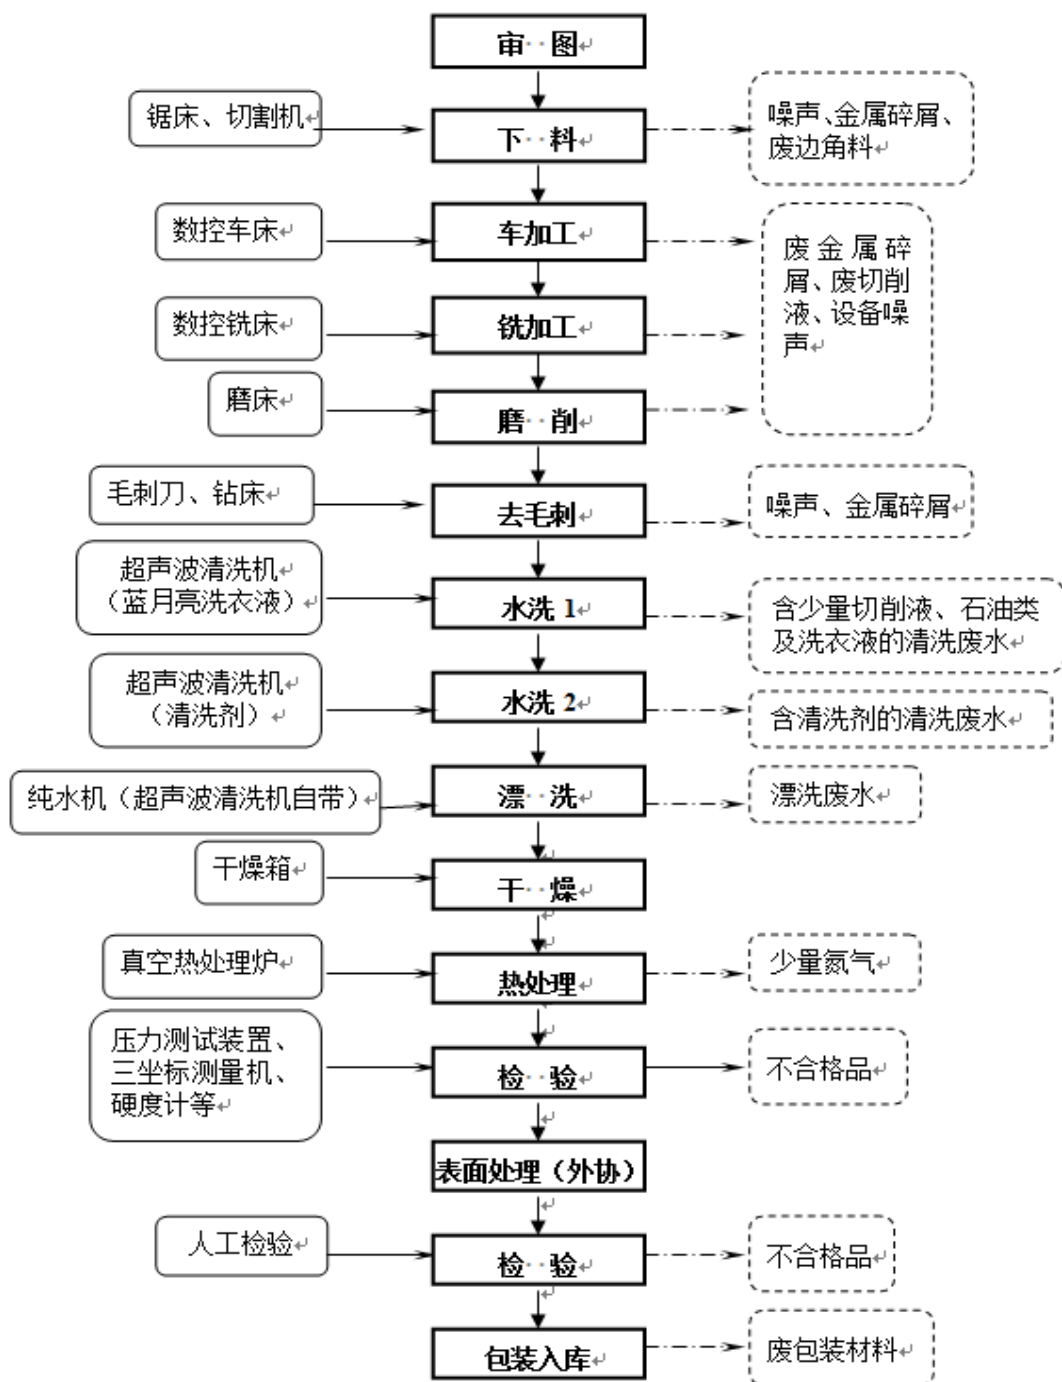 审 图
锯床、切割机
下 料
噪声、金属碎屑、
废边角料
数控车床
车加工
废金属碎
屑、废切削
液、设备噪
声
数控铣床
铣加工
磨床
磨 削
毛刺刀、钻床
去毛刺
噪声、金属碎屑
超声波清洗机
（蓝月亮洗衣液）
水洗 1
含少量切削液、石油类
及洗衣液的清洗废水
超声波清洗机
（清洗剂）
水洗 2
含清洗剂的清洗废水
纯水机（超声波清洗机自带）
漂 洗
漂洗废水
干燥箱
干 燥
真空热处理炉
热处理
少量氮气
压力测试装置、
三坐标测量机、
硬度计等
检 验
不合格品
表面处理（外协）
人工检验
检 验
不合格品
包装入库
废包装材料